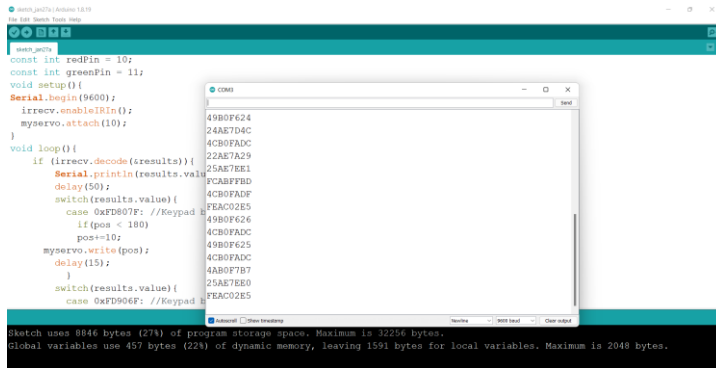 sketch_jan27a | Arduino 1.8.19
File Edit Sketch Tools Help
sketch_jan27a
const int redPin = 10;
const int greenPin = 11;
void setup(){
Serial.begin(9600);
irrecv.enableIRIn();
myservo.attach(10);
}
void loop(){
if (irrecv.decode(&results)){
Serial.println(results.valu
delay(50);
switch(results.value){
case 0xFD807F: //Keypad b
if(pos < 180)
pos+=10;
myservo.write(pos);
delay(15);
}
switch(results.value){
case 0xFD906F: //Keypad b
COM3
Send
49B0F624
24AE7D4C
4CB0FADC
22AE7A29
25AE7EE1
FCABFFBD
4CB0FADF
FEAC02E5
49B0F626
4CB0FADC
49B0F625
4CB0FADC
4AB0F7B7
25AE7EE0
FEAC02E5
Autoscroll Show timestamp Newline 9600 baud Clear output
Sketch uses 8846 bytes (27%) of program storage space. Maximum is 32256 bytes.
Global variables use 457 bytes (22%) of dynamic memory, leaving 1591 bytes for local variables. Maximum is 2048 bytes.